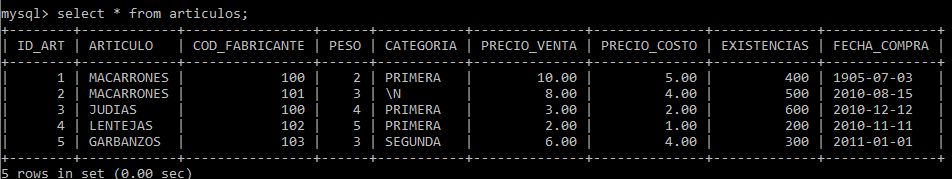 mysql> select * from articulos;
+--------+-----------+----------------+------+-----------+--------------+--------------+-------------+--------------+
| ID_ART | ARTICULO | COD_FABRICANTE | PESO | CATEGORIA | PRECIO_VENTA | PRECIO_COSTO | EXISTENCIAS | FECHA_COMPRA |
+--------+-----------+----------------+------+-----------+--------------+--------------+-------------+--------------+
| 1 | MACARRONES | 100 | 2 | PRIMERA | 10.00 | 5.00 | 400 | 1905-07-03 |
| 2 | MACARRONES | 101 | 3 | \N | 8.00 | 4.00 | 500 | 2010-08-15 |
| 3 | JUDIAS | 100 | 4 | PRIMERA | 3.00 | 2.00 | 600 | 2010-12-12 |
| 4 | LENTEJAS | 102 | 5 | PRIMERA | 2.00 | 1.00 | 200 | 2010-11-11 |
| 5 | GARBANZOS | 103 | 3 | SEGUNDA | 6.00 | 4.00 | 300 | 2011-01-01 |
+--------+-----------+----------------+------+-----------+--------------+--------------+-------------+--------------+
5 rows in set (0.00 sec)